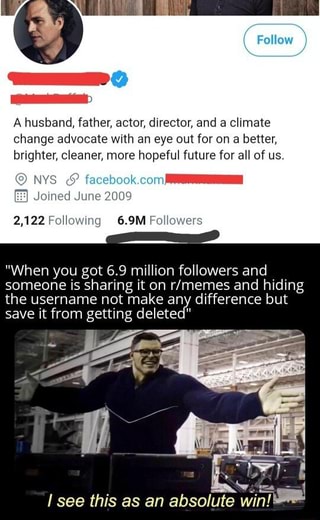 Follow
A husband, father, actor, director, and a climate
change advocate with an eye out for on a better,
brighter, cleaner, more hopeful future for all of us.
NYS facebook.com
Joined June 2009
2,122 Following 6.9M Followers
"When you got 6.9 million followers and
someone is sharing it on r/memes and hiding
the username not make any difference but
save it from getting deleted"
I see this as an absolute win!